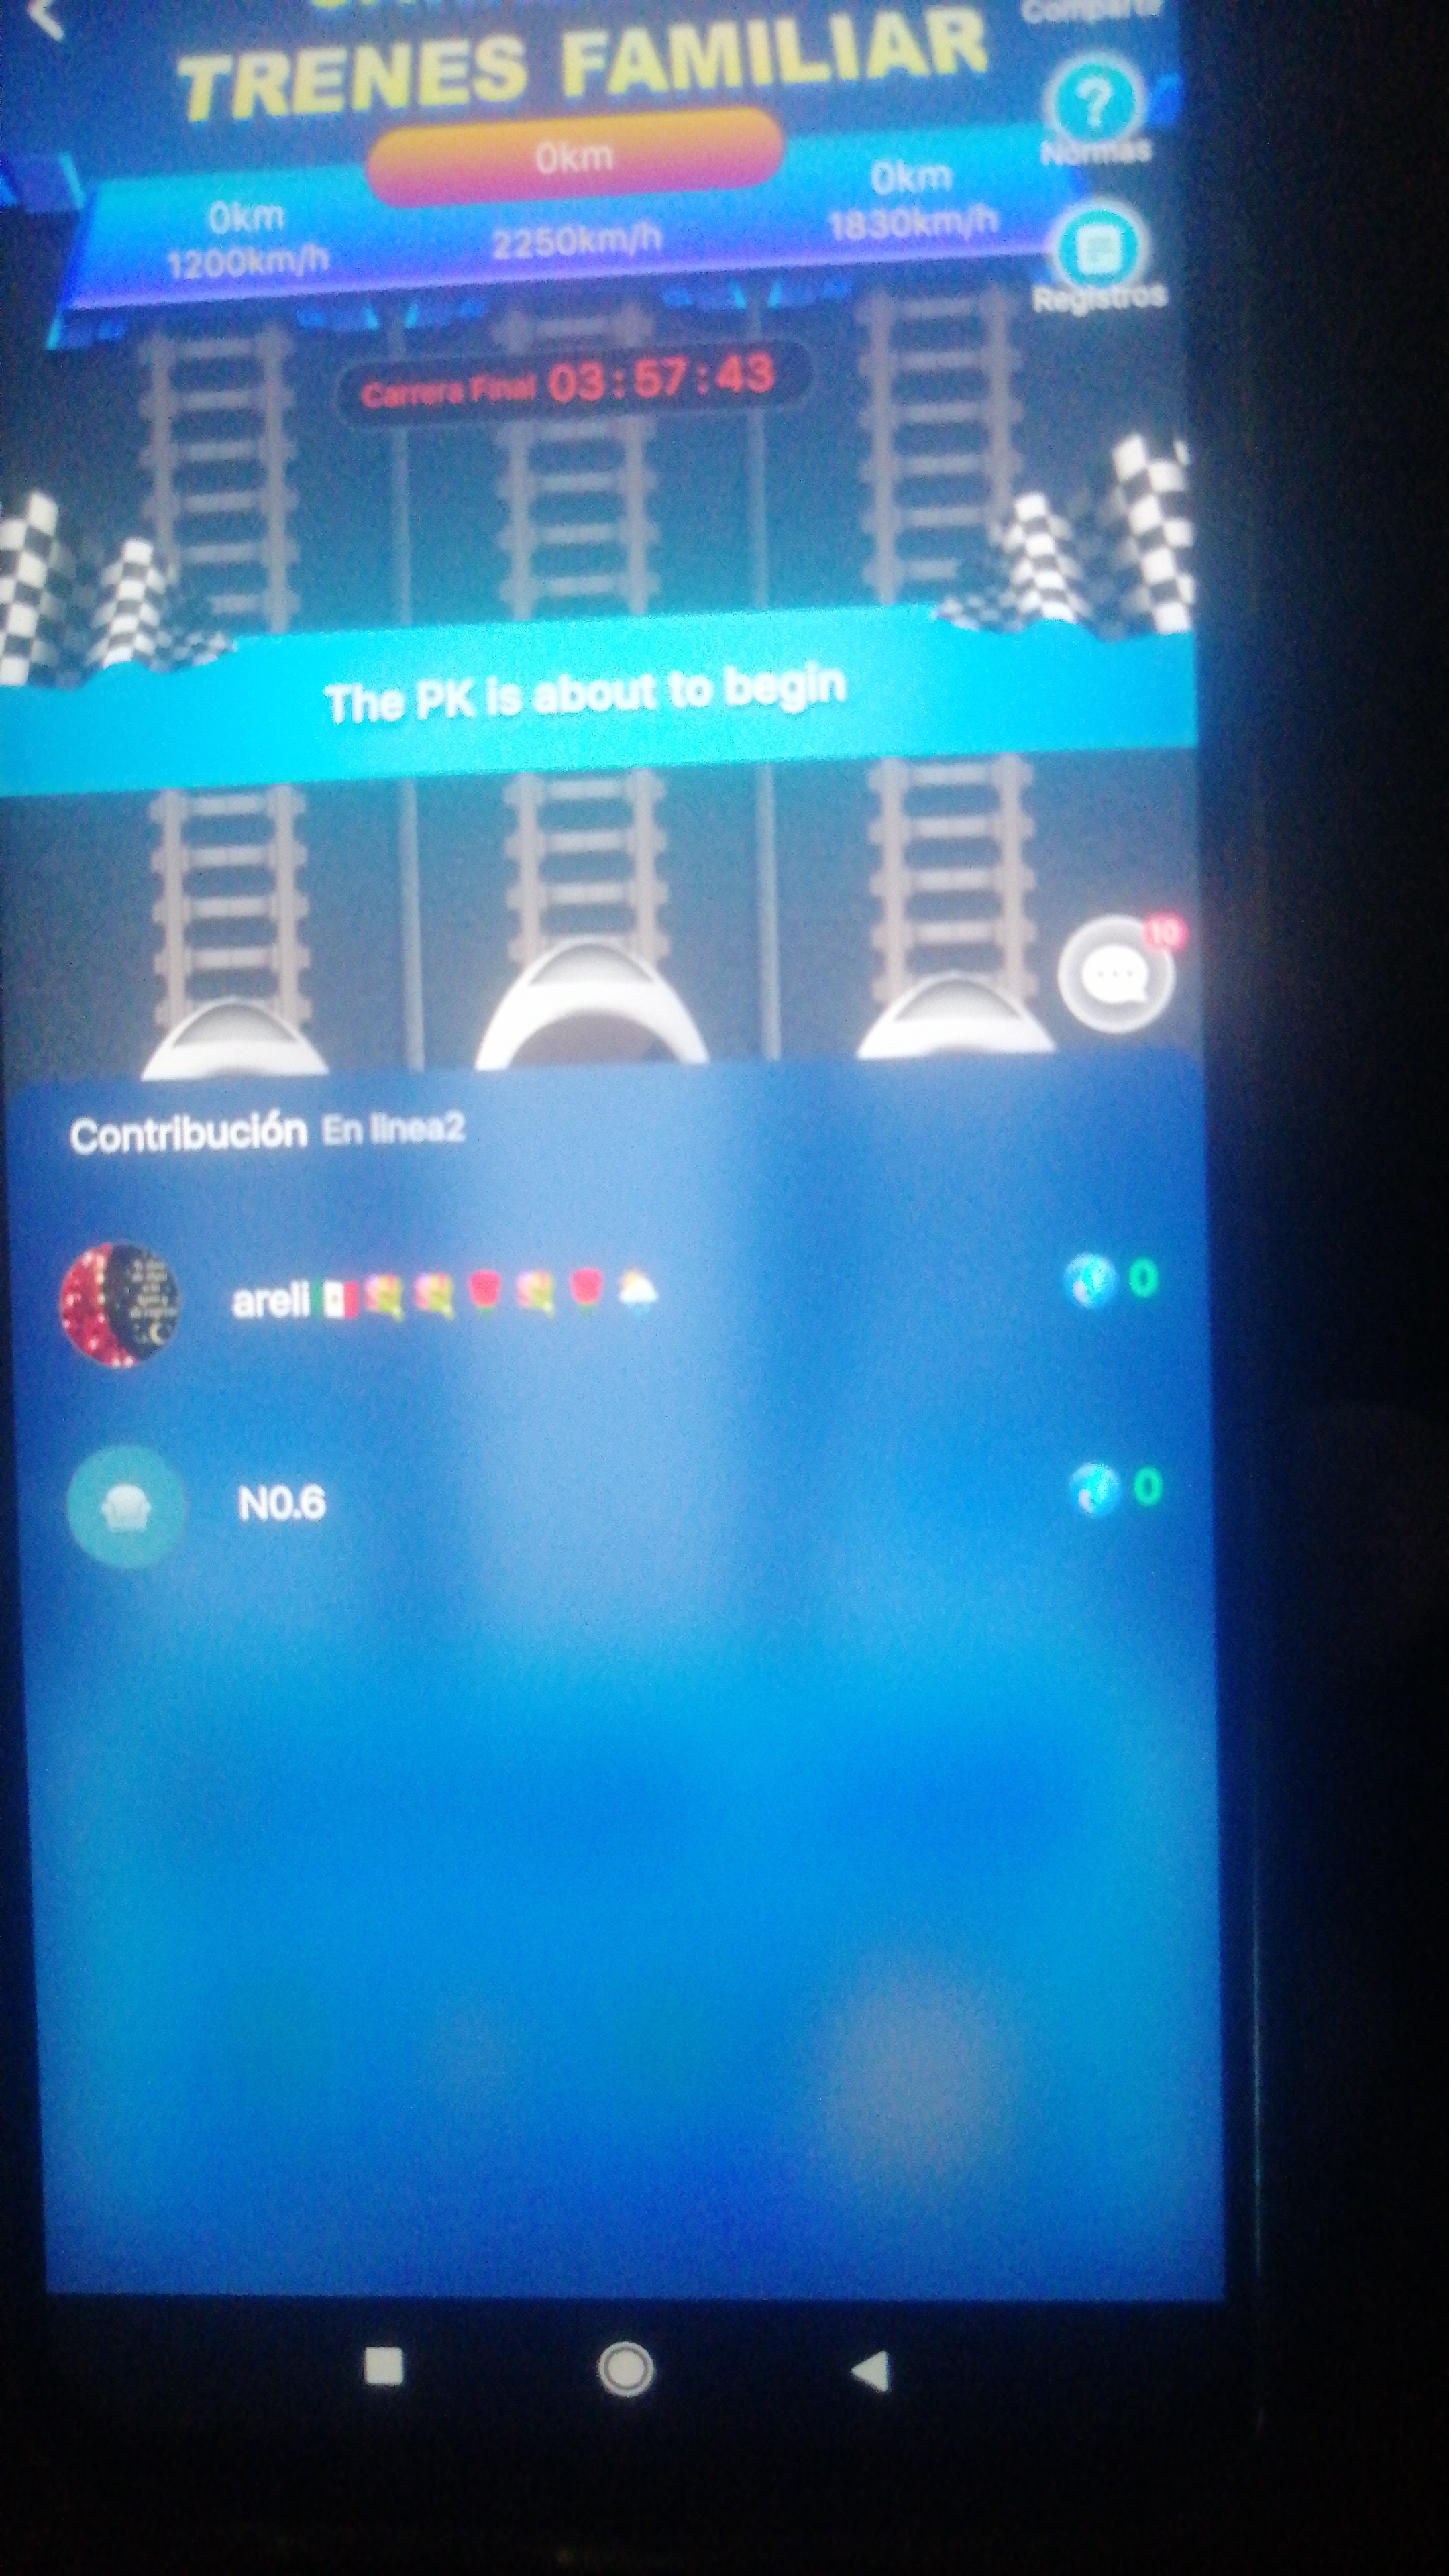 Compartir
TRENES FAMILIAR
0km
0km
0km
1200km/h
2250km/h
1830km/h
Normas
Registros
Carrera Final 03:57:43
The PK is about to begin
10
Contribución En linea2
areli🇲🇽💐💐🌹💐🌹
0
N0.6
0